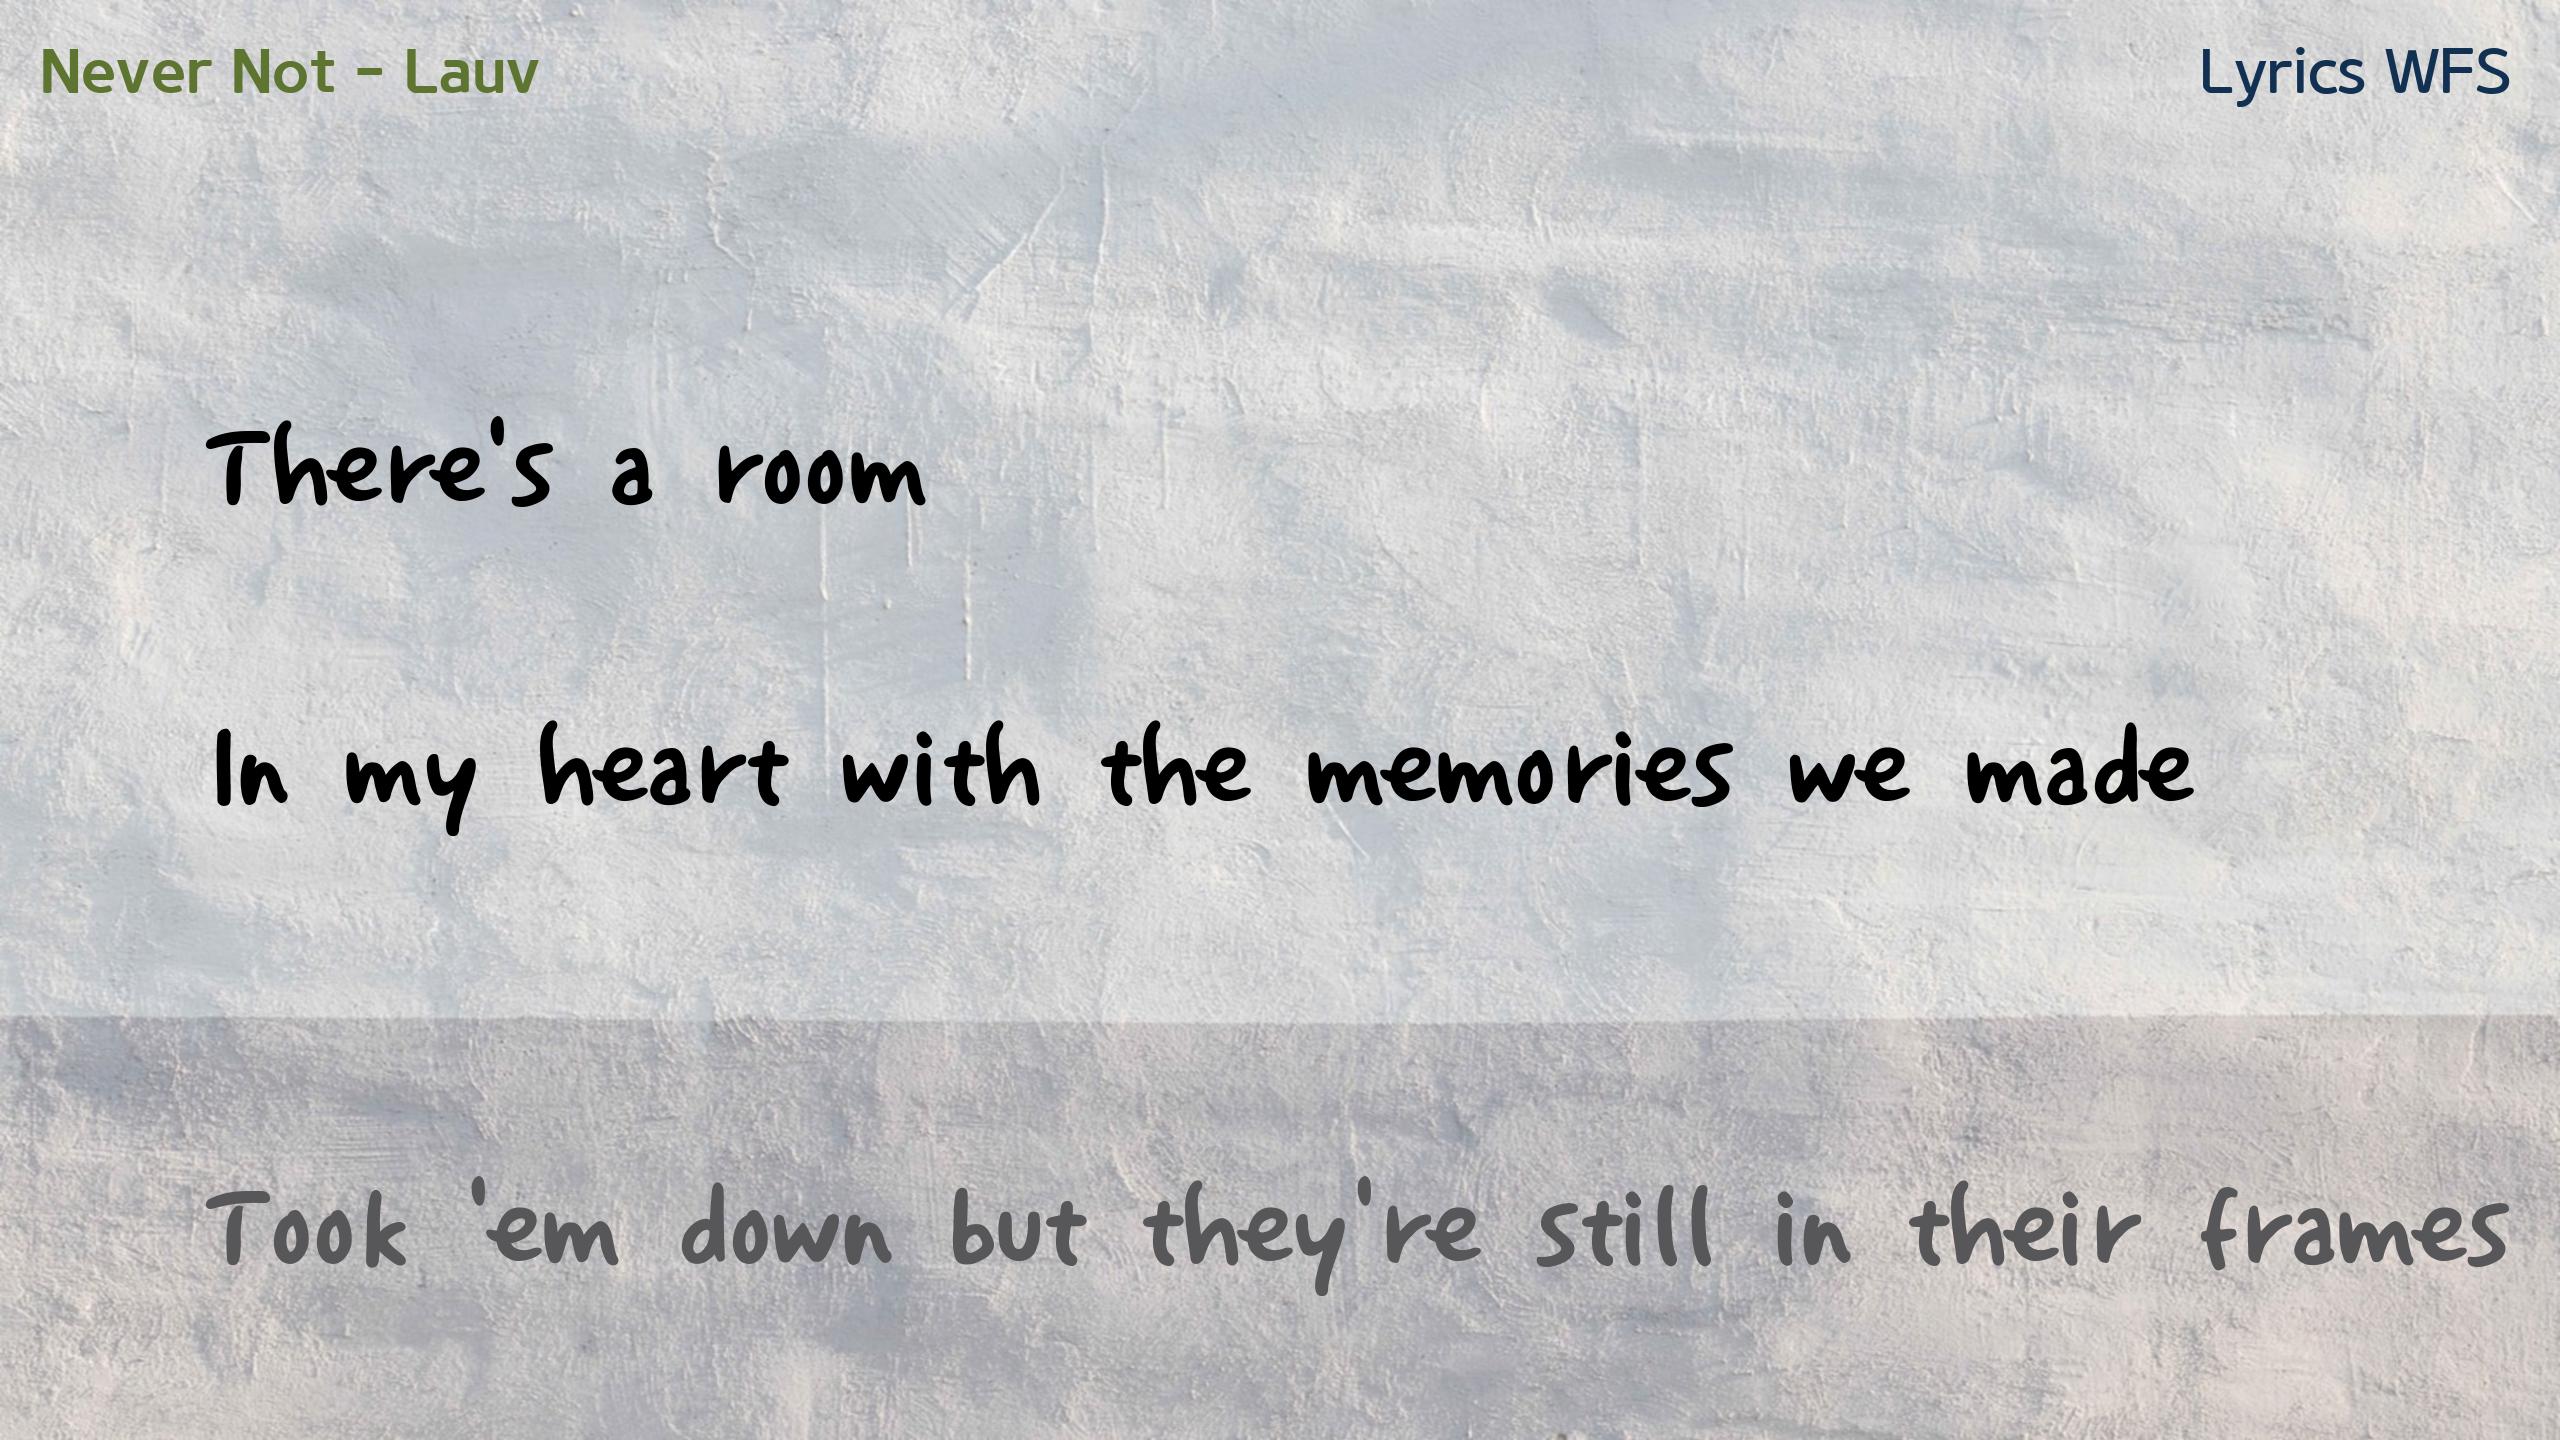 Never Not - Lauv
Lyrics WFS
There's a room
In my heart with the memories we made
Took 'em down but they're still in their frames